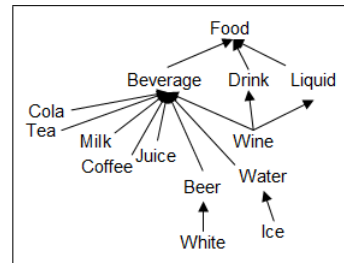 Food
Beverage Drink Liquid
Cola
Tea
Milk
Coffee
Juice
Wine
Beer
Water
White
Ice